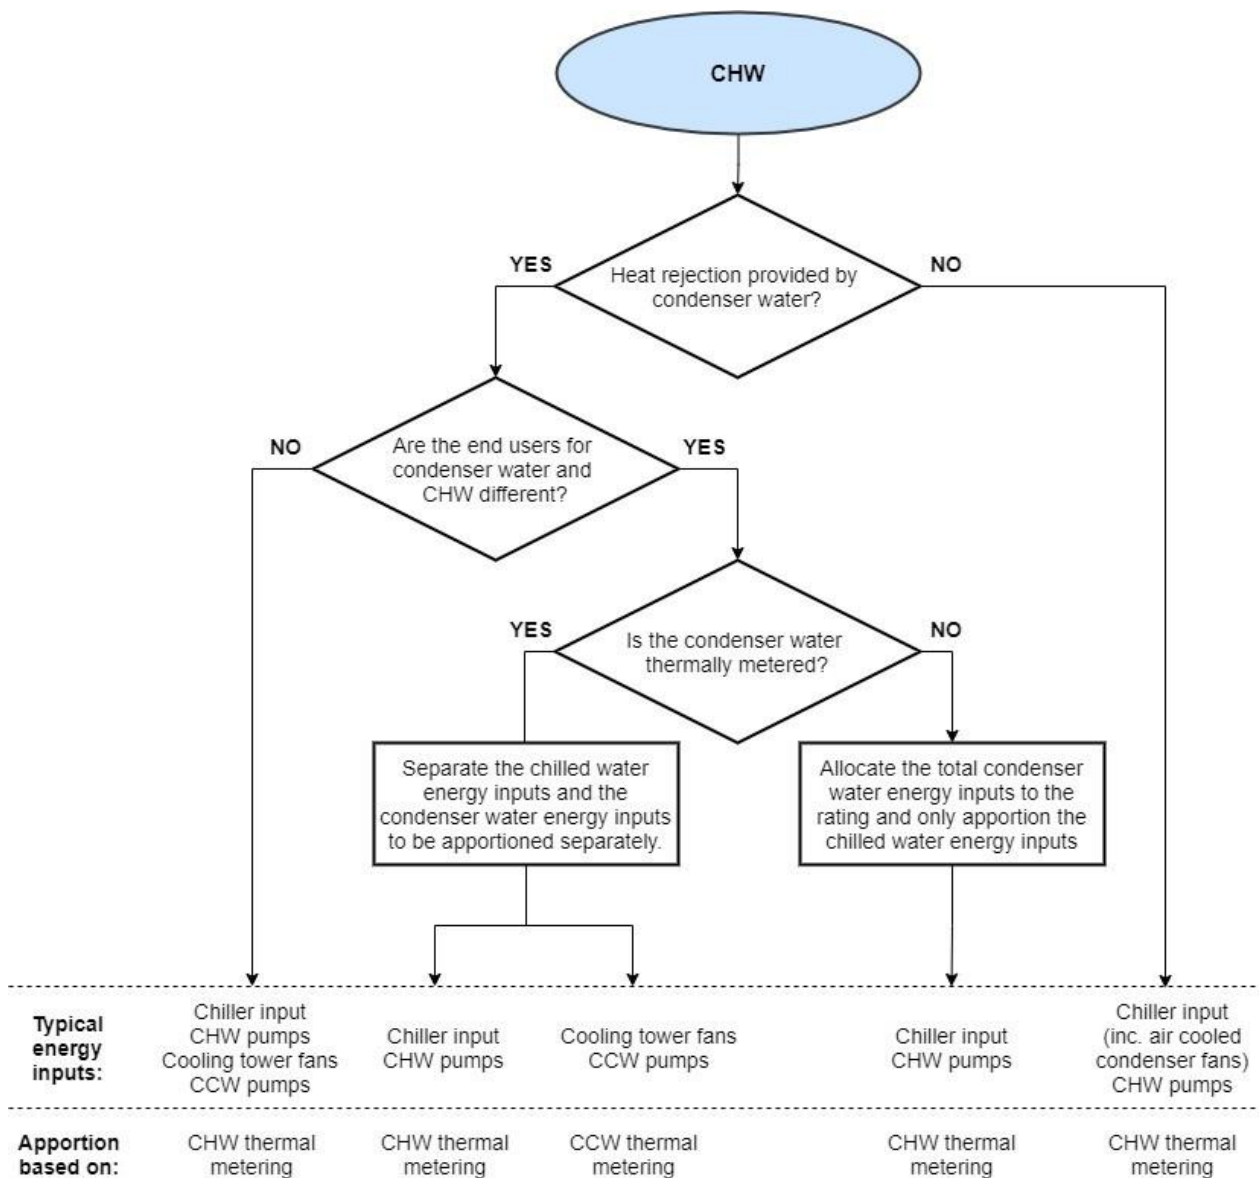 CHW
Heat rejection provided by
condenser water?
YES
NO
Are the end users for
condenser water and
CHW different?
NO
YES
Is the condenser water
thermally metered?
YES
NO
Separate the chilled water
energy inputs and the
condenser water energy inputs
to be apportioned separately.
Allocate the total condenser
water energy inputs to the
rating and only apportion the
chilled water energy inputs
Typical
energy
inputs:
Chiller input
CHW pumps
Cooling tower fans
CCW pumps
Chiller input
CHW pumps
Cooling tower fans
CCW pumps
Chiller input
CHW pumps
Chiller input
(inc. air cooled
condenser fans)
CHW pumps
Apportion
based on:
CHW thermal
metering
CHW thermal
metering
CCW thermal
metering
CHW thermal
metering
CHW thermal
metering